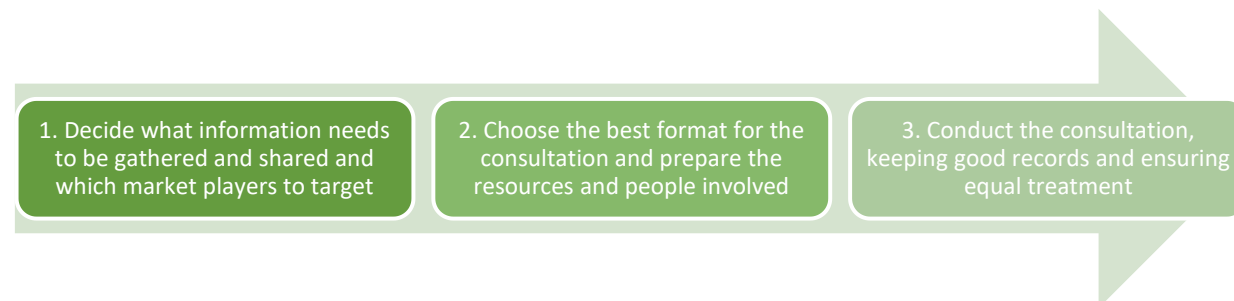 1. Decide what information needs
to be gathered and shared and
which market players to target
2. Choose the best format for the
consultation and prepare the
resources and people involved
3. Conduct the consultation,
keeping good records and ensuring
equal treatment